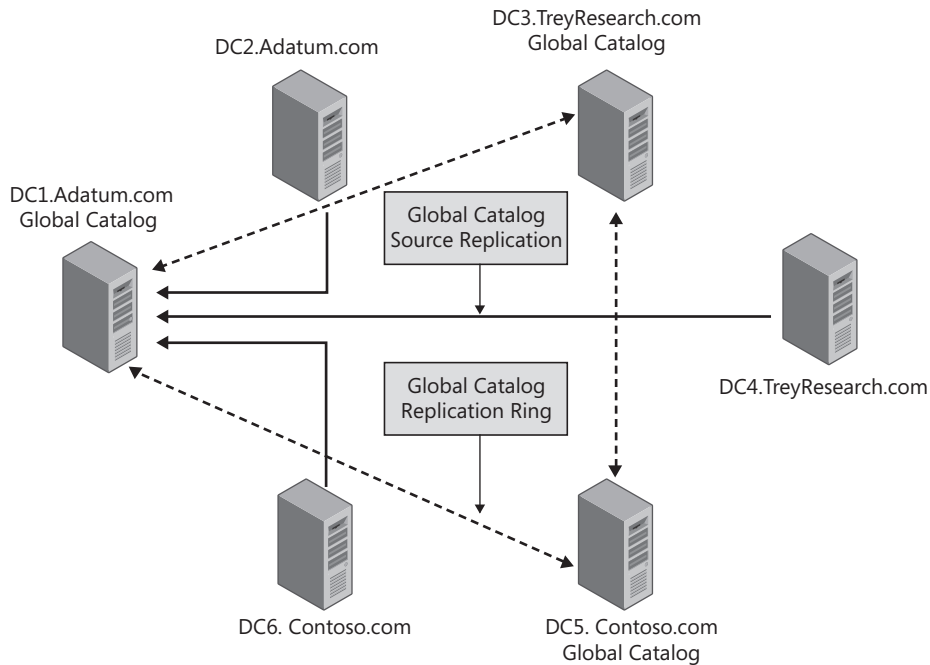 DC3.TreyResearch.com
Global Catalog
DC2.Adatum.com
DC1.Adatum.com
Global Catalog
Global Catalog
Source Replication
DC4.TreyResearch.com
Global Catalog
Replication Ring
DC6. Contoso.com
DC5. Contoso.com
Global Catalog